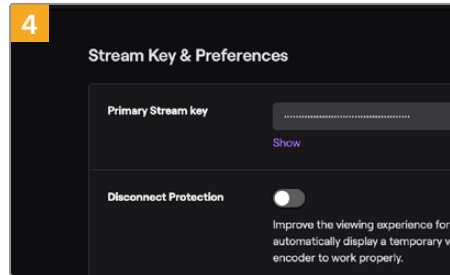 4
Stream Key & Preferences
Primary Stream key
Show
Disconnect Protection
Improve the viewing experience for
automatically display a temporary v
encoder to work properly.